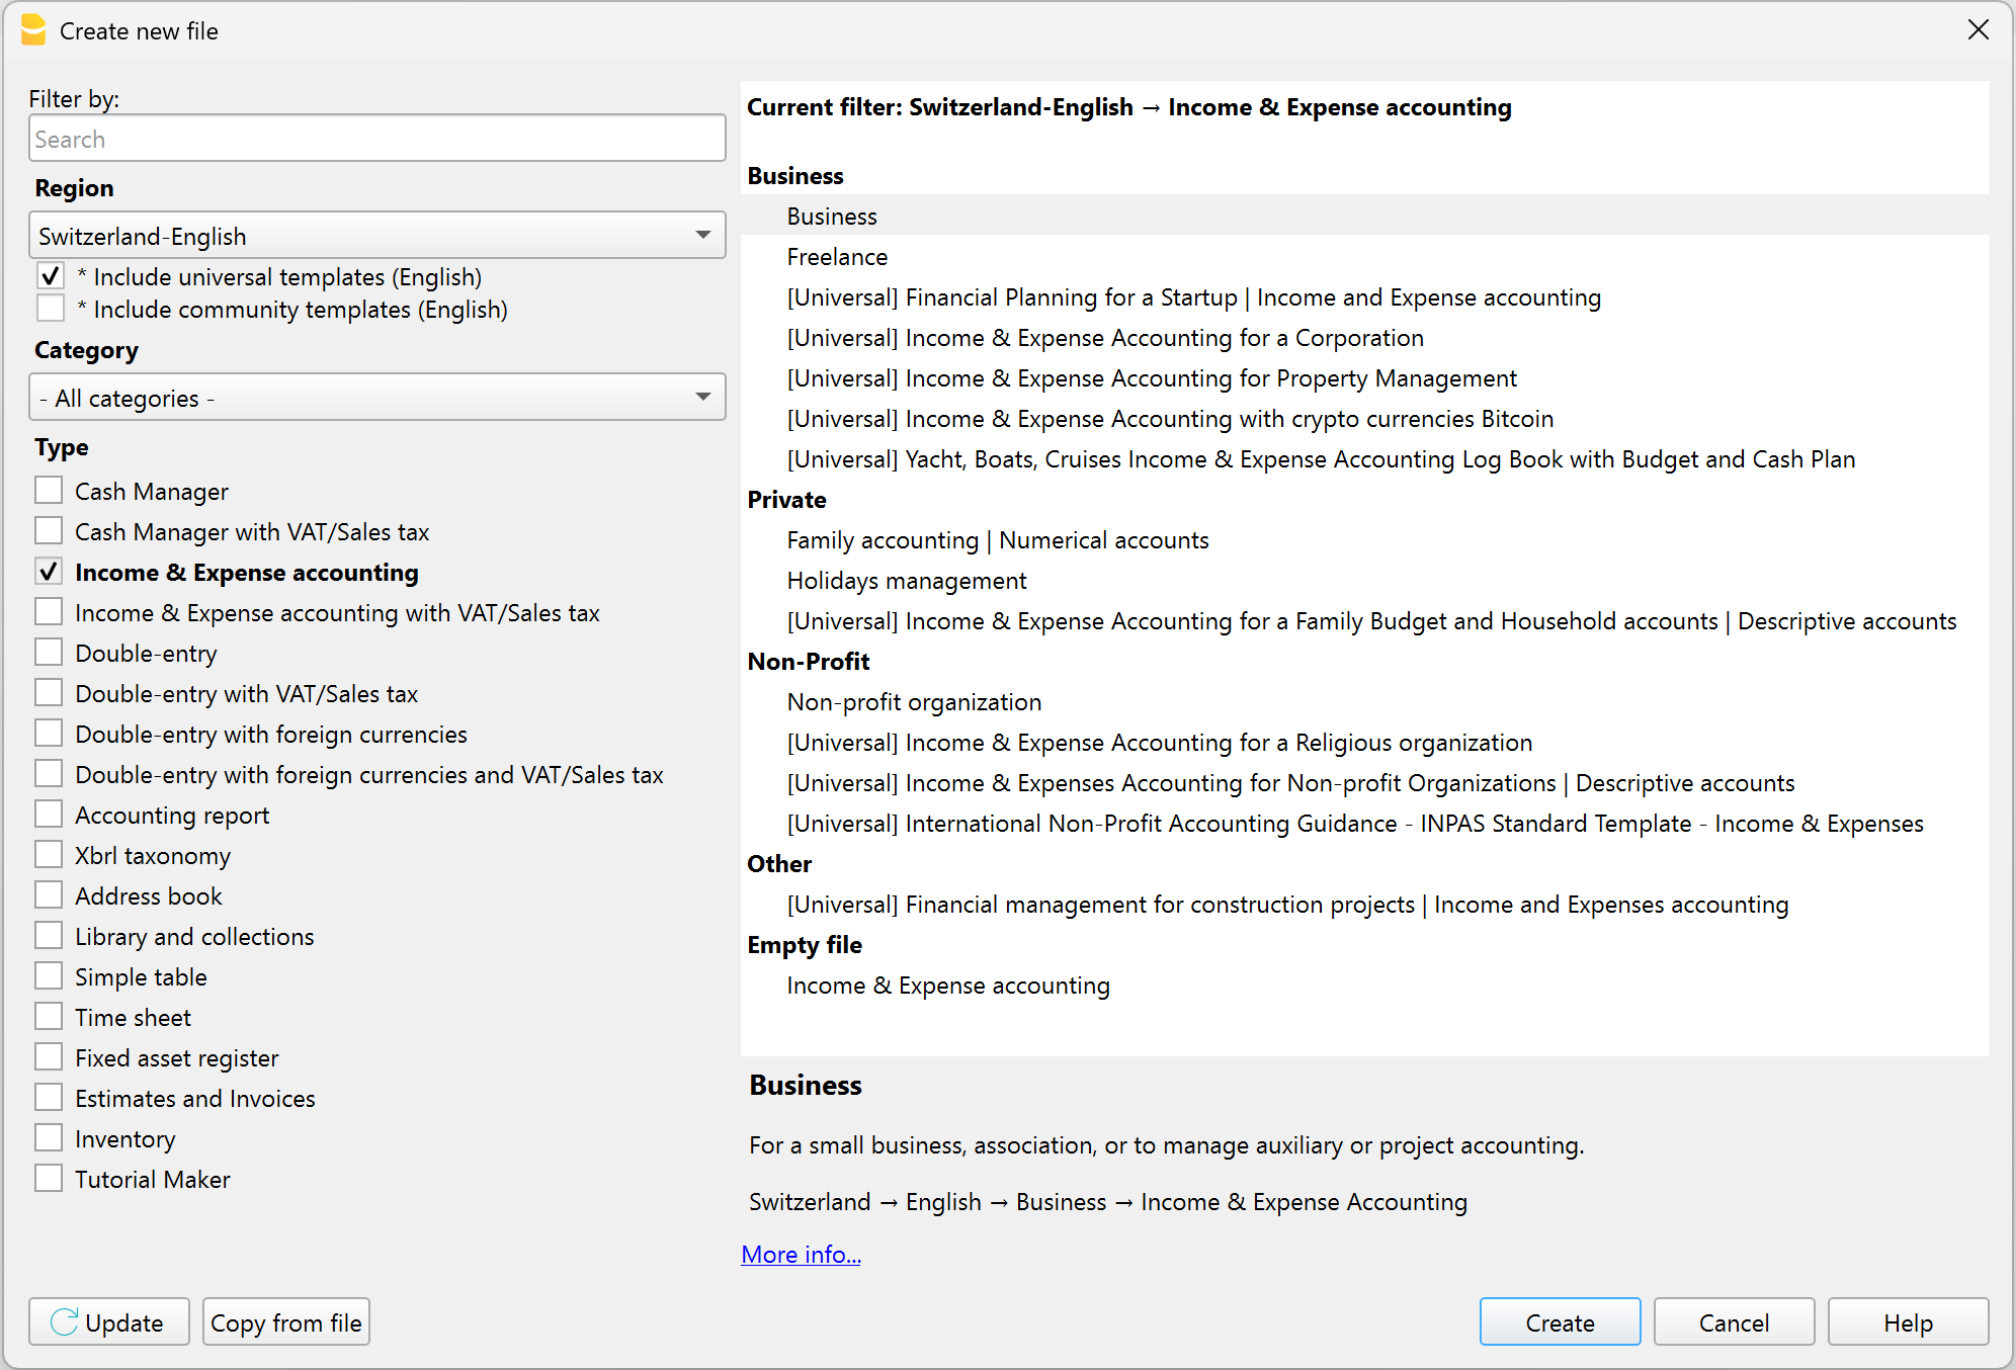 Create new file
Filter by:
Search
Region
Switzerland-English
* Include universal templates (English)
* Include community templates (English)
Category
- All categories -
Type
Cash Manager
Cash Manager with VAT/Sales tax
Income & Expense accounting
Income & Expense accounting with VAT/Sales tax
Double-entry
Double-entry with VAT/Sales tax
Double-entry with foreign currencies
Double-entry with foreign currencies and VAT/Sales tax
Accounting report
Xbrl taxonomy
Address book
Library and collections
Simple table
Time sheet
Fixed asset register
Estimates and Invoices
Inventory
Tutorial Maker
Current filter: Switzerland-English → Income & Expense accounting
Business
Business
Freelance
[Universal] Financial Planning for a Startup | Income and Expense accounting
[Universal] Income & Expense Accounting for a Corporation
[Universal] Income & Expense Accounting for Property Management
[Universal] Income & Expense Accounting with crypto currencies Bitcoin
[Universal] Yacht, Boats, Cruises Income & Expense Accounting Log Book with Budget and Cash Plan
Private
Family accounting | Numerical accounts
Holidays management
[Universal] Income & Expense Accounting for a Family Budget and Household accounts | Descriptive accounts
Non-Profit
Non-profit organization
[Universal] Income & Expense Accounting for a Religious organization
[Universal] Income & Expenses Accounting for Non-profit Organizations | Descriptive accounts
[Universal] International Non-Profit Accounting Guidance - INPAS Standard Template - Income & Expenses
Other
[Universal] Financial management for construction projects | Income and Expenses accounting
Empty file
Income & Expense accounting
Business
For a small business, association, or to manage auxiliary or project accounting.
Switzerland → English → Business → Income & Expense Accounting
More info...
Update
Copy from file
Create
Cancel
Help